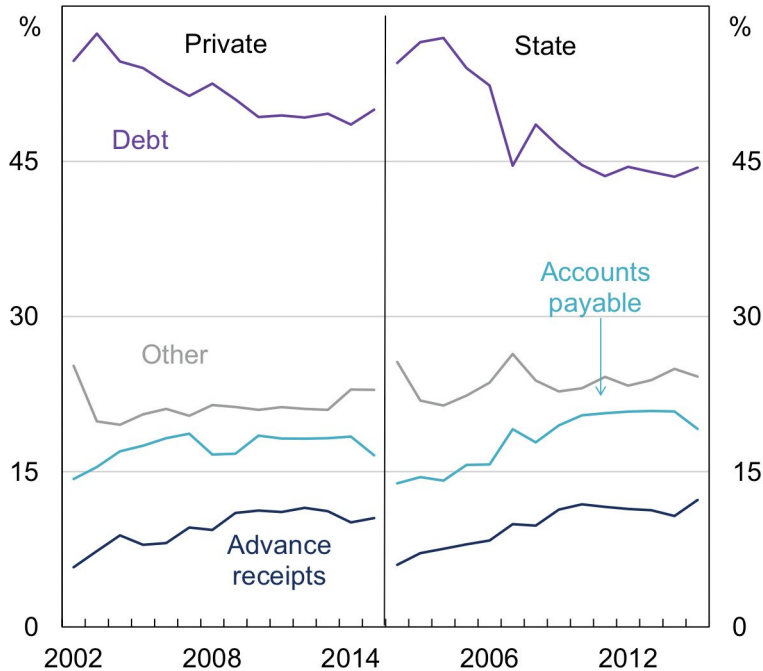 % Private State %
Debt
45 45
Accounts
payable
30 30
Other
15 15
Advance
receipts
0 0
2002 2008 2014 2006 2012